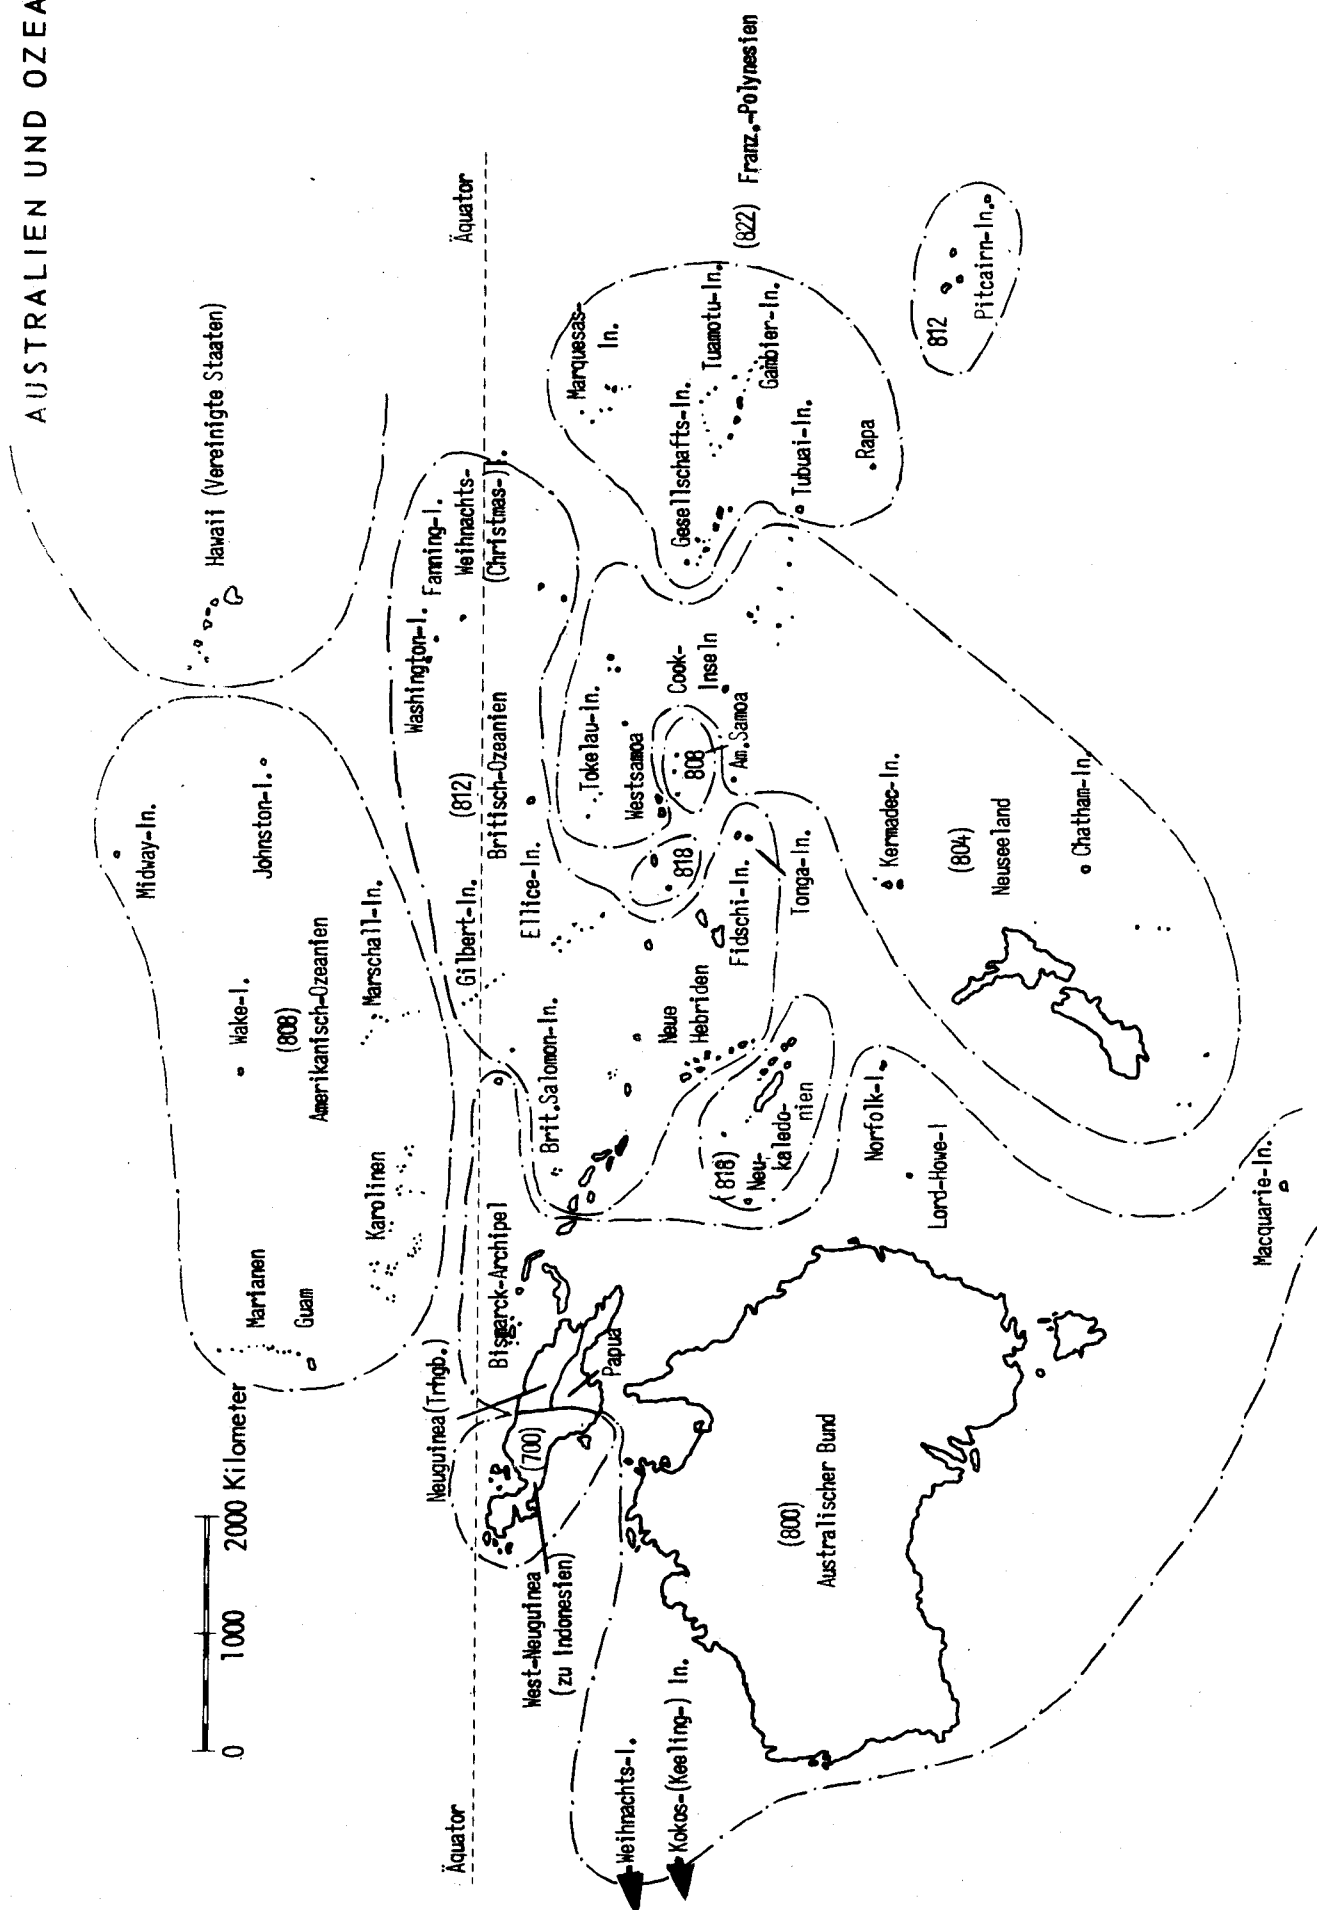 AUSTRALIEN UND OZEA
Hawaii (Vereinigte Staaten)
Midway-In.
Johnston-I.
Wake-I.
(808)
Amerikanisch-Ozeanien
Marschall-In.
Marianen
Guam
Karolinen
0 1000 2000 Kilometer
Äquator
Äquator
Washington-I.
Fanning-I.
Weihnachts-
(Christmas-)I.
(812)
Britisch-Ozeanien
Gilbert-In.
Ellice-In.
Brit.Salomon-In.
Bismarck-Archipel
Neuguinea(Trhgb.)
Papua
(700)
West-Neuguinea
(zu Indonesien)
Marquesas-
In.
Gesellschafts-In.
Tuamotu-In.
Gambier-In.
(822) Franz.-Polynesien
Tubuai-In.
Rapa
812
Pitcairn-In.
Tokelau-In.
Westsamoa
Cook-
Inseln
808
Am.Samoa
818
Fidschi-In.
Tonga-In.
Neue
Hebriden
(818)
Neu-
kaledo-
nien
Kermadec-In.
(804)
Neuseeland
Chatham-In.
Norfolk-I.
Lord-Howe-I
Macquarie-In.
(800)
Australischer Bund
Weihnachts-I.
Kokos-(Keeling-) In.